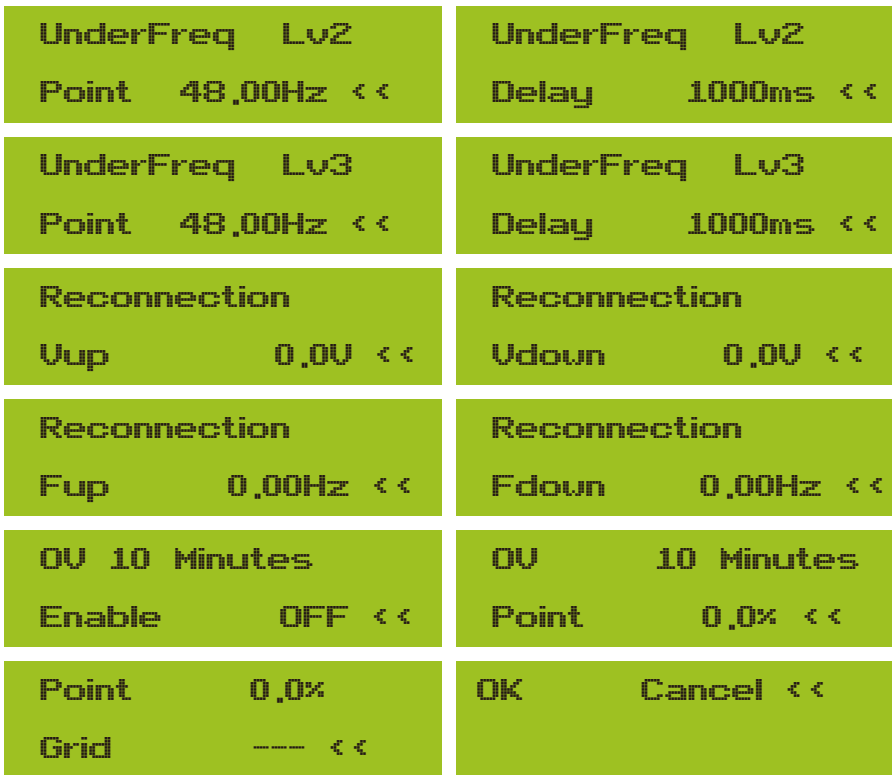 UnderFreq Lv2
Point 48.00Hz <<
UnderFreq Lv2
Delay 1000ms <<
UnderFreq Lv3
Point 48.00Hz <<
UnderFreq Lv3
Delay 1000ms <<
Reconnection
Vup 0.0V <<
Reconnection
Vdown 0.0V <<
Reconnection
Fup 0.00Hz <<
Reconnection
Fdown 0.00Hz <<
OV 10 Minutes
Enable OFF <<
OV 10 Minutes
Point 0.0% <<
Point 0.0%
Grid --- <<
OK Cancel <<